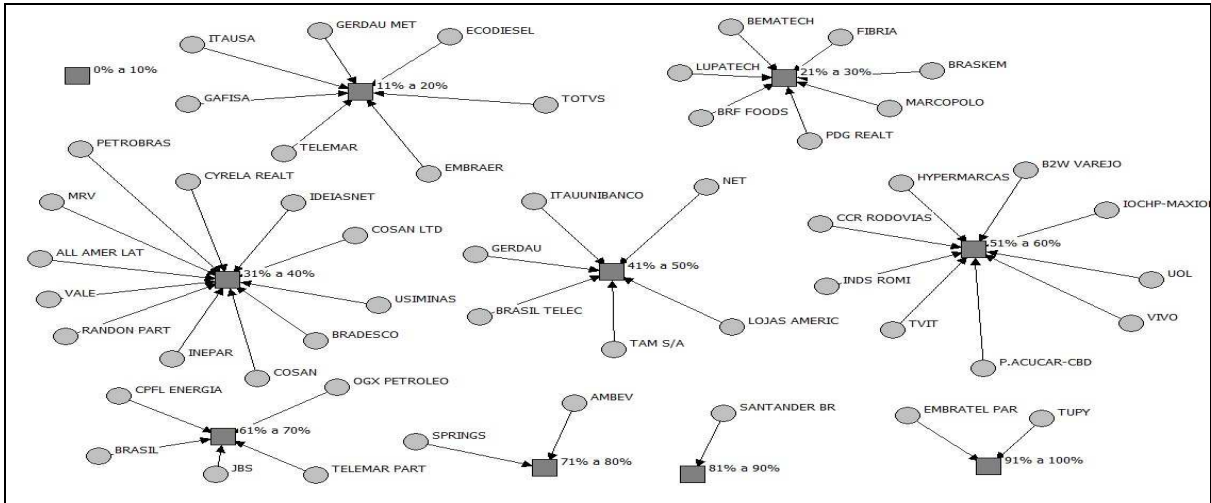 0% a 10%
ITAUSA
GERDAU MET
ECODIESEL
11% a 20%
GAFISA
TOTVS
TELEMAR
EMBRAER
BEMATECH
FIBRIA
LUPATECH
21% a 30%
BRASKEM
BRF FOODS
MARCOPOLO
PDG REALT
PETROBRAS
CYRELA REALT
MRV
IDEIASNET
COSAN LTD
ALL AMER LAT
31% a 40%
VALE
USIMINAS
RANDON PART
BRADESCO
INEPAR
COSAN
ITAUUNIBANCO
NET
GERDAU
41% a 50%
BRASIL TELEC
LOJAS AMERIC
TAM S/A
HYPERMARCAS
B2W VAREJO
CCR RODOVIAS
IOCHP-MAXION
51% a 60%
INDS ROMI
UOL
TVIT
VIVO
P.ACUCAR-CBD
CPFL ENERGIA
OGX PETROLEO
61% a 70%
BRASIL
JBS
TELEMAR PART
AMBEV
SPRINGS
71% a 80%
SANTANDER BR
81% a 90%
EMBRATEL PAR
TUPY
91% a 100%